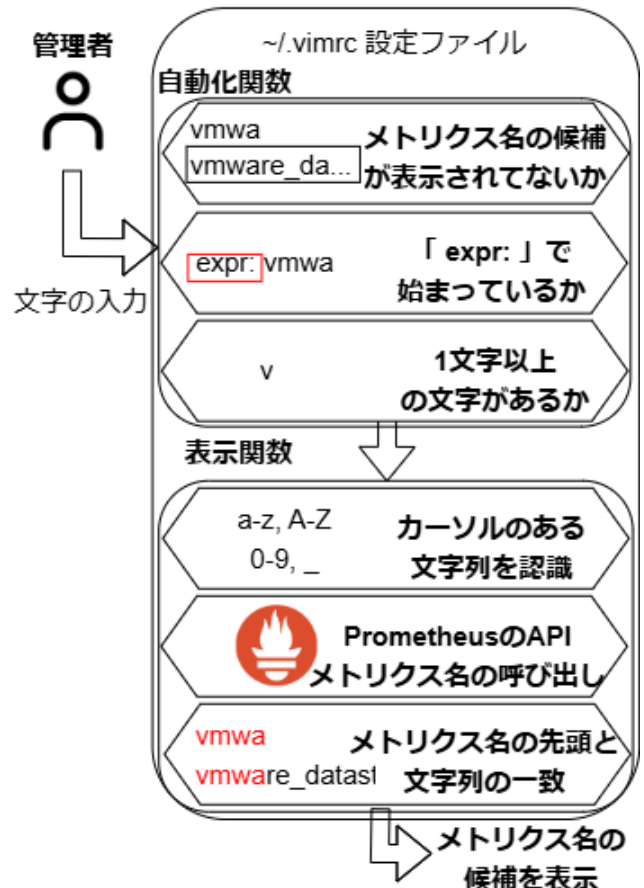 管理者
~/.vimrc 設定ファイル
自動化関数
vmwa
vmware_da...
メトリクス名の候補
が表示されてないか
expr: vmwa
「 expr: 」で
始まっているか
文字の入力
v
1文字以上
の文字があるか
表示関数
a-z, A-Z
0-9, _
カーソルのある
文字列を認識
PrometheusのAPI
メトリクス名の呼び出し
vmwa
vmware_datast
メトリクス名の先頭と
文字列の一致
メトリクス名の
候補を表示